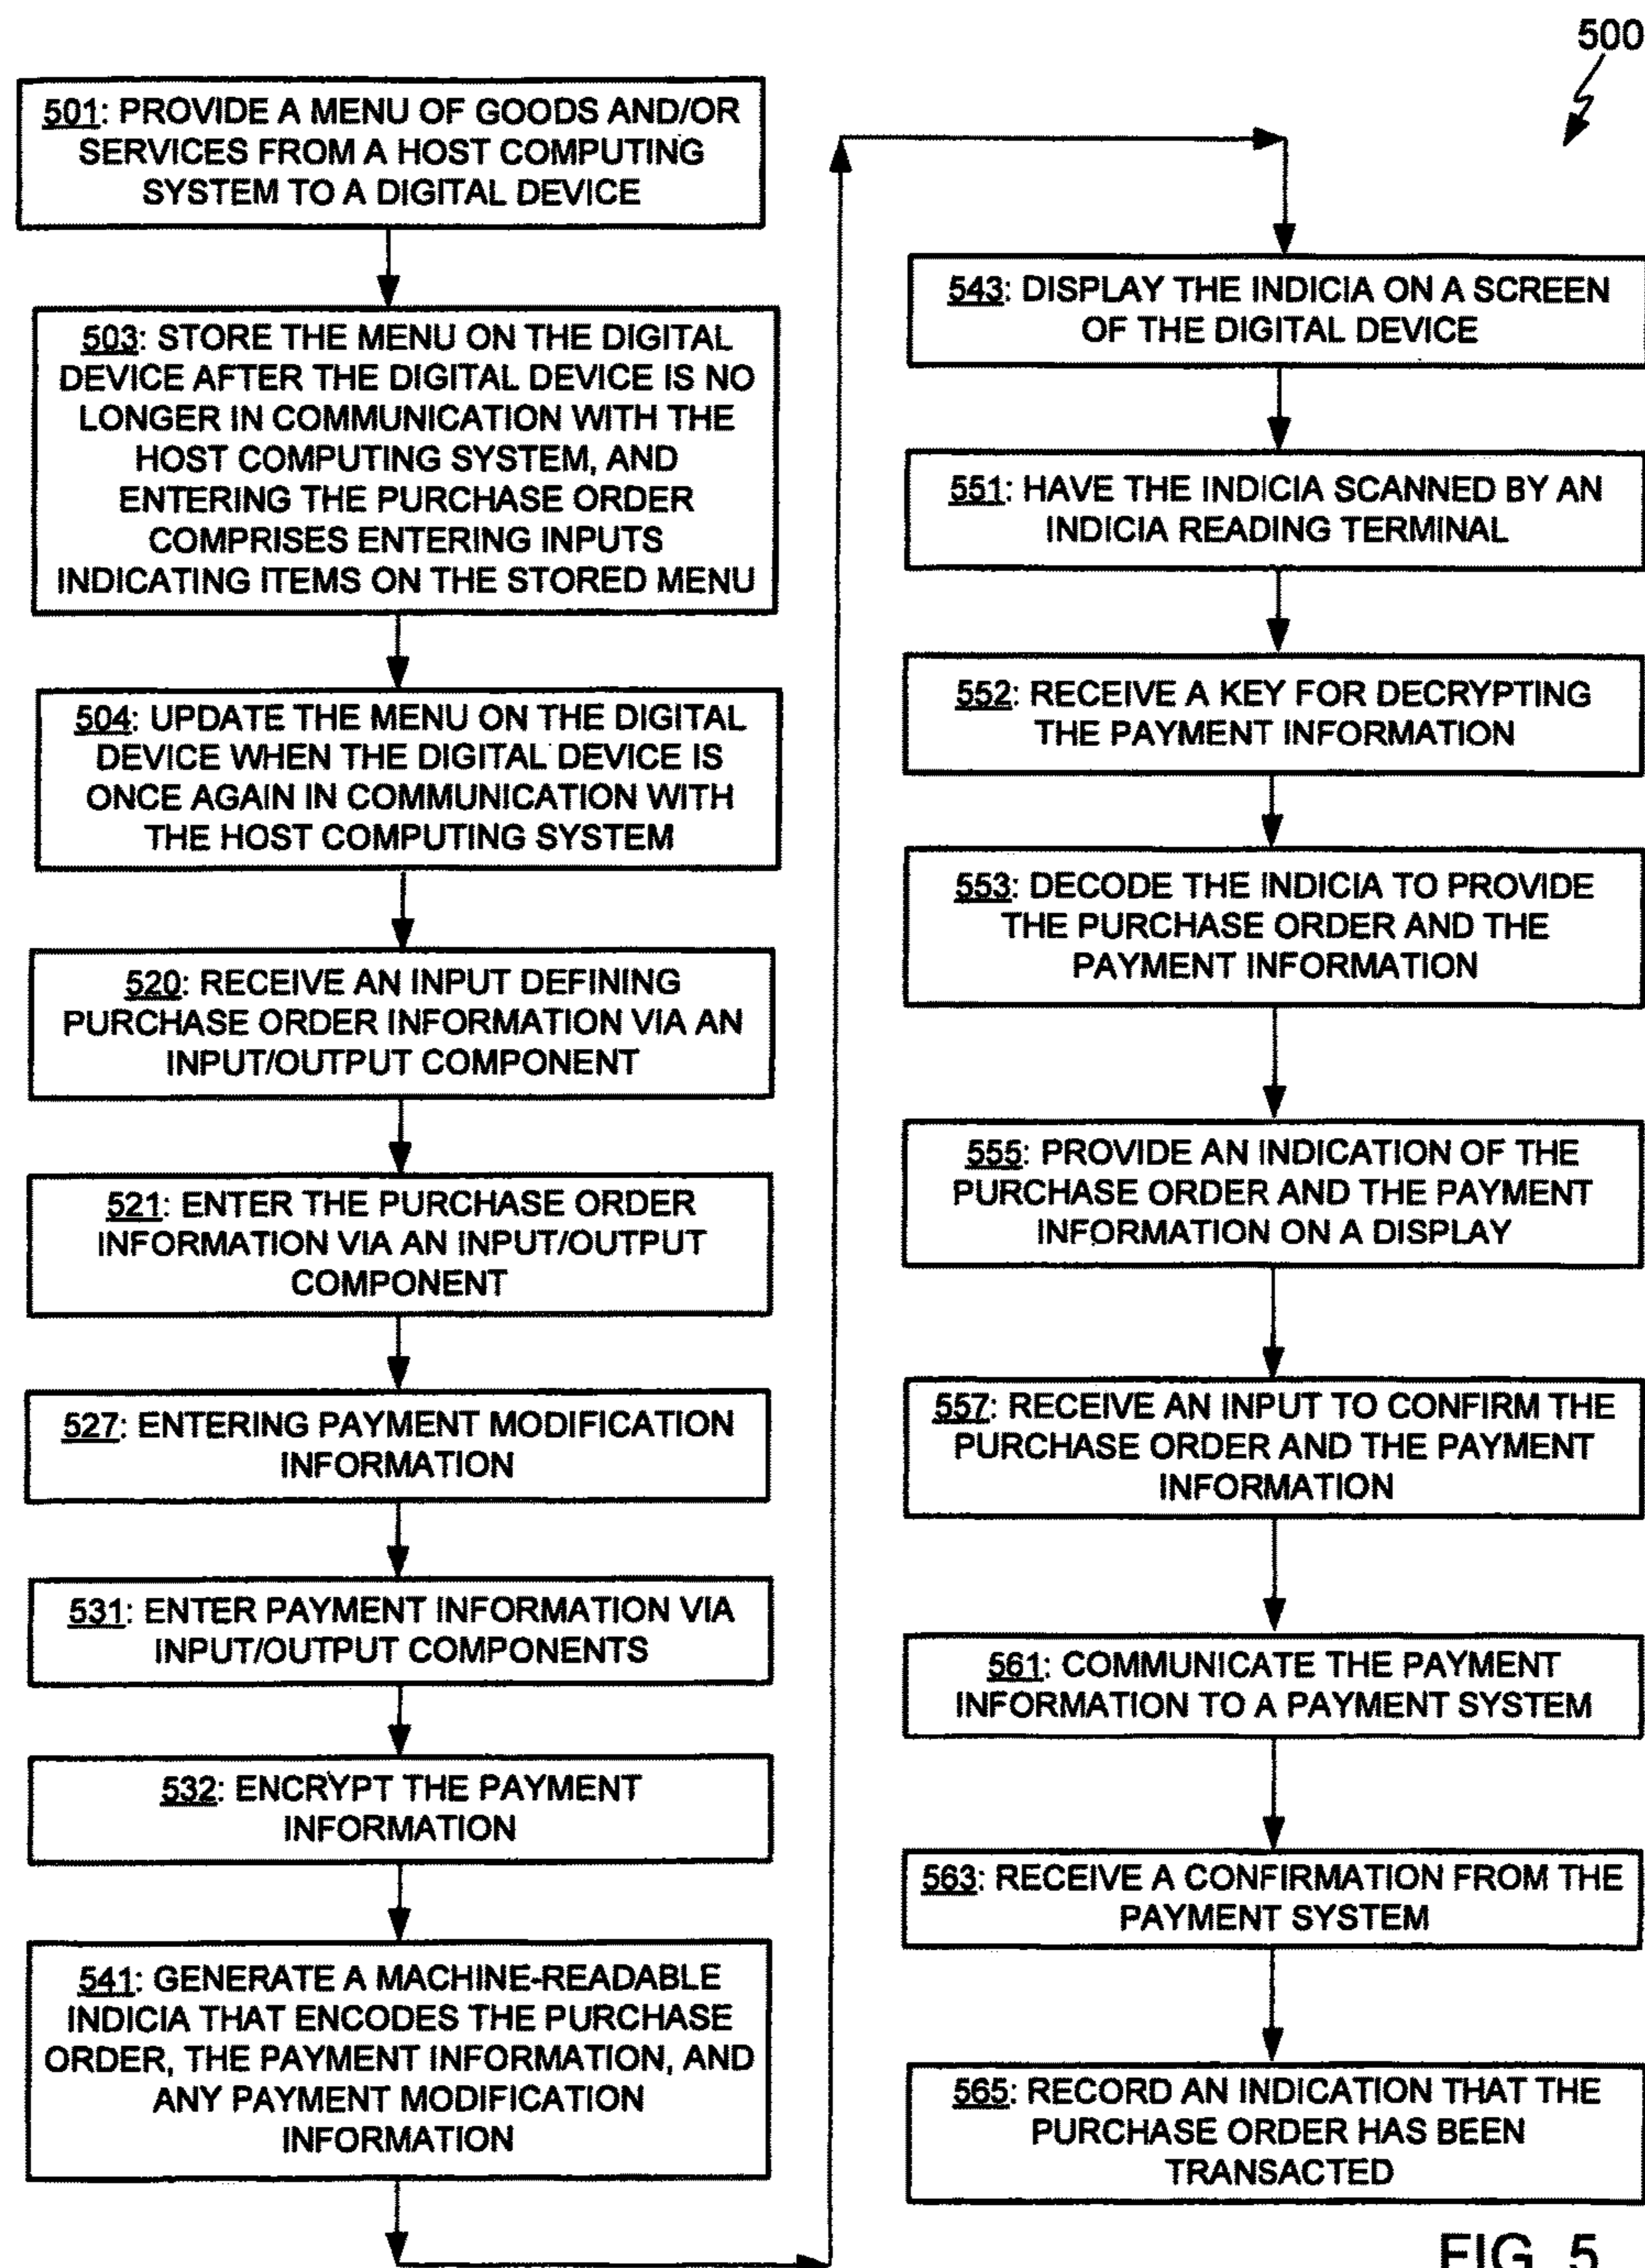 500
501: PROVIDE A MENU OF GOODS AND/OR
SERVICES FROM A HOST COMPUTING
SYSTEM TO A DIGITAL DEVICE
503: STORE THE MENU ON THE DIGITAL
DEVICE AFTER THE DIGITAL DEVICE IS NO
LONGER IN COMMUNICATION WITH THE
HOST COMPUTING SYSTEM, AND
ENTERING THE PURCHASE ORDER
COMPRISES ENTERING INPUTS
INDICATING ITEMS ON THE STORED MENU
504: UPDATE THE MENU ON THE DIGITAL
DEVICE WHEN THE DIGITAL DEVICE IS
ONCE AGAIN IN COMMUNICATION WITH
THE HOST COMPUTING SYSTEM
520: RECEIVE AN INPUT DEFINING
PURCHASE ORDER INFORMATION VIA AN
INPUT/OUTPUT COMPONENT
521: ENTER THE PURCHASE ORDER
INFORMATION VIA AN INPUT/OUTPUT
COMPONENT
527: ENTERING PAYMENT MODIFICATION
INFORMATION
531: ENTER PAYMENT INFORMATION VIA
INPUT/OUTPUT COMPONENTS
532: ENCRYPT THE PAYMENT
INFORMATION
541: GENERATE A MACHINE-READABLE
INDICIA THAT ENCODES THE PURCHASE
ORDER, THE PAYMENT INFORMATION, AND
ANY PAYMENT MODIFICATION
INFORMATION
543: DISPLAY THE INDICIA ON A SCREEN
OF THE DIGITAL DEVICE
551: HAVE THE INDICIA SCANNED BY AN
INDICIA READING TERMINAL
552: RECEIVE A KEY FOR DECRYPTING
THE PAYMENT INFORMATION
553: DECODE THE INDICIA TO PROVIDE
THE PURCHASE ORDER AND THE
PAYMENT INFORMATION
555: PROVIDE AN INDICATION OF THE
PURCHASE ORDER AND THE PAYMENT
INFORMATION ON A DISPLAY
557: RECEIVE AN INPUT TO CONFIRM THE
PURCHASE ORDER AND THE PAYMENT
INFORMATION
561: COMMUNICATE THE PAYMENT
INFORMATION TO A PAYMENT SYSTEM
563: RECEIVE A CONFIRMATION FROM THE
PAYMENT SYSTEM
565: RECORD AN INDICATION THAT THE
PURCHASE ORDER HAS BEEN
TRANSACTED
FIG. 5